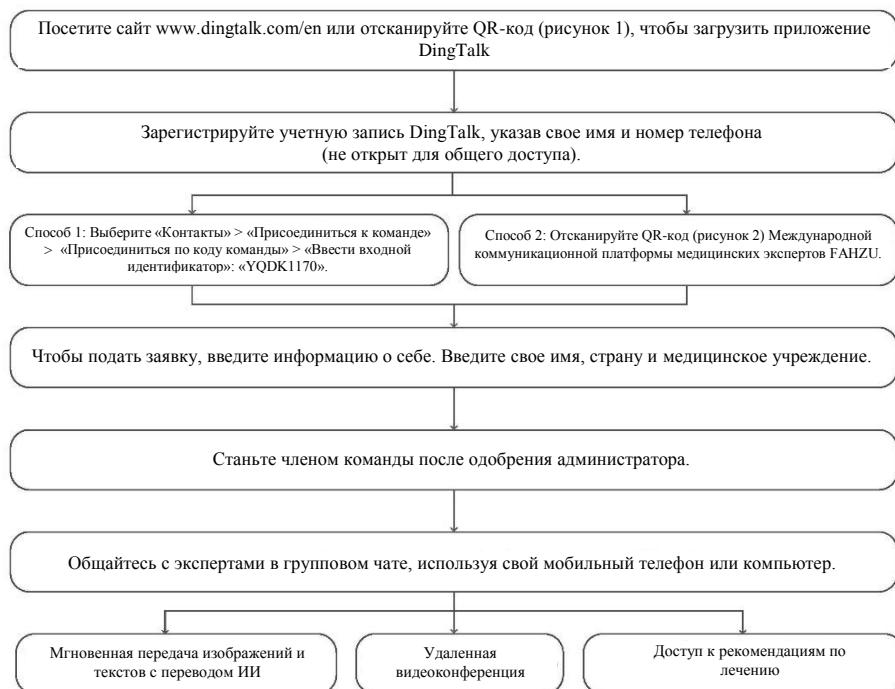 Посетите сайт www.dingtalk.com/en или отсканируйте QR-код (рисунок 1), чтобы загрузить приложение
DingTalk
Зарегистрируйте учетную запись DingTalk, указав свое имя и номер телефона
(не открыт для общего доступа).
Способ 1: Выберите «Контакты» > «Присоединиться к команде»
> «Присоединиться по коду команды» > «Ввести входной
идентификатор»: «YQDK1170».
Способ 2: Отсканируйте QR-код (рисунок 2) Международной
коммуникационной платформы медицинских экспертов FAHZU.
Чтобы подать заявку, введите информацию о себе. Введите свое имя, страну и медицинское учреждение.
Станьте членом команды после одобрения администратора.
Общайтесь с экспертами в групповом чате, используя свой мобильный телефон или компьютер.
Мгновенная передача изображений и
текстов с переводом ИИ
Удаленная
видеоконференция
Доступ к рекомендациям по
лечению